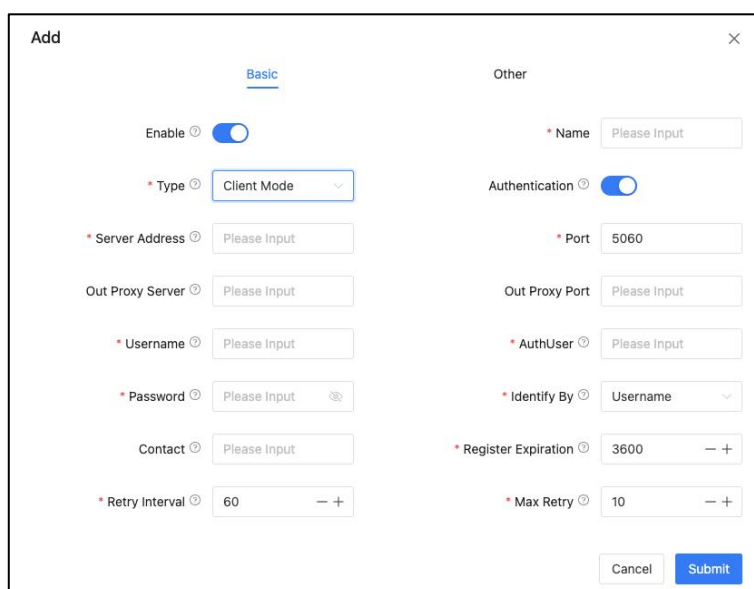 Add
Basic Other
Enable * Name Please Input
* Type Client Mode Authentication
* Server Address Please Input * Port 5060
Out Proxy Server Please Input Out Proxy Port Please Input
* Username Please Input * AuthUser Please Input
* Password Please Input * Identify By Username
Contact Please Input * Register Expiration 3600
* Retry Interval 60 * Max Retry 10
Cancel Submit